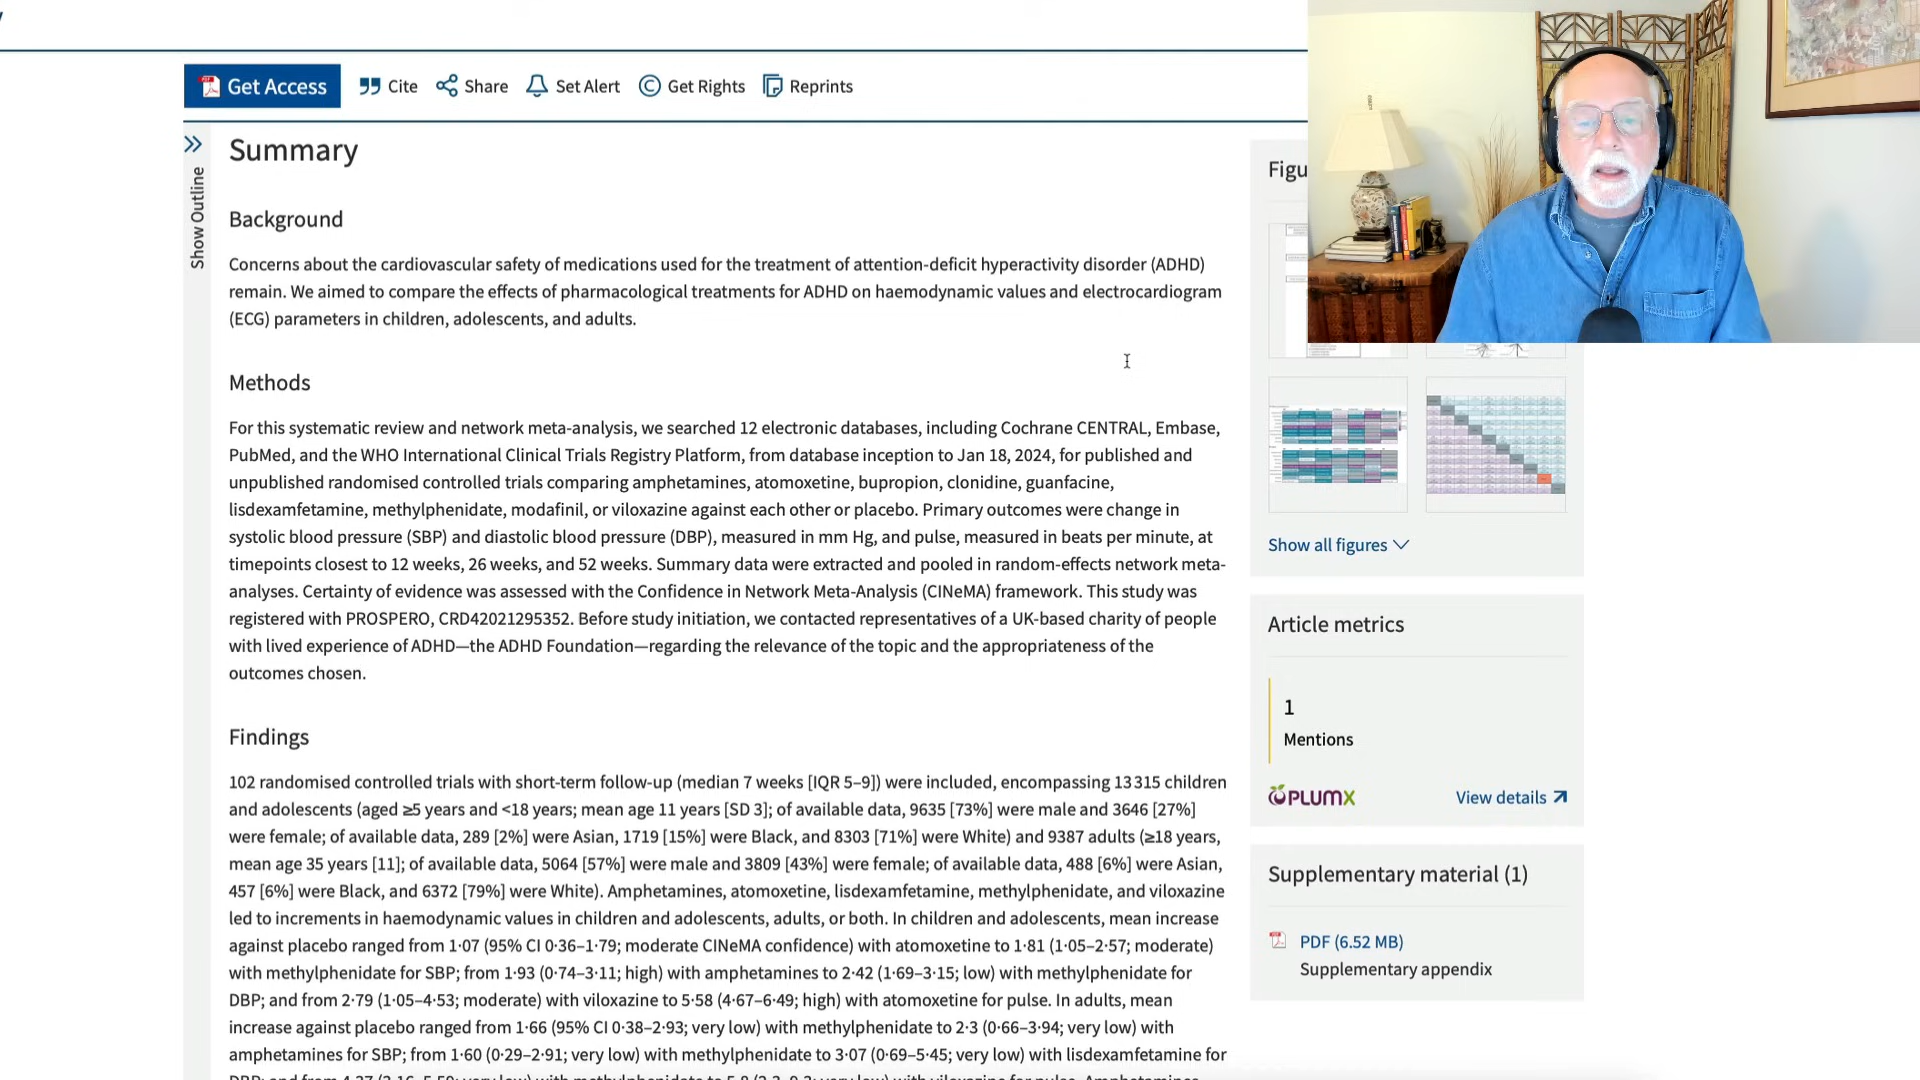 Get Access
Cite
Share
Set Alert
Get Rights
Reprints
Show Outline
Summary
Background
Concerns about the cardiovascular safety of medications used for the treatment of attention-deficit hyperactivity disorder (ADHD)
remain. We aimed to compare the effects of pharmacological treatments for ADHD on haemodynamic values and electrocardiogram
(ECG) parameters in children, adolescents, and adults.
Methods
For this systematic review and network meta-analysis, we searched 12 electronic databases, including Cochrane CENTRAL, Embase,
PubMed, and the WHO International Clinical Trials Registry Platform, from database inception to Jan 18, 2024, for published and
unpublished randomised controlled trials comparing amphetamines, atomoxetine, bupropion, clonidine, guanfacine,
lisdexamfetamine, methylphenidate, modafinil, or viloxazine against each other or placebo. Primary outcomes were change in
systolic blood pressure (SBP) and diastolic blood pressure (DBP), measured in mm Hg, and pulse, measured in beats per minute, at
timepoints closest to 12 weeks, 26 weeks, and 52 weeks. Summary data were extracted and pooled in random-effects network meta-
analyses. Certainty of evidence was assessed with the Confidence in Network Meta-Analysis (CINeMA) framework. This study was
registered with PROSPERO, CRD42021295352. Before study initiation, we contacted representatives of a UK-based charity of people
with lived experience of ADHD—the ADHD Foundation—regarding the relevance of the topic and the appropriateness of the
outcomes chosen.
Findings
102 randomised controlled trials with short-term follow-up (median 7 weeks [IQR 5–9]) were included, encompassing 13 315 children
and adolescents (aged ≥5 years and <18 years; mean age 11 years [SD 3]; of available data, 9635 [73%] were male and 3646 [27%]
were female; of available data, 289 [2%] were Asian, 1719 [15%] were Black, and 8303 [71%] were White) and 9387 adults (≥18 years,
mean age 35 years [11]; of available data, 5064 [57%] were male and 3809 [43%] were female; of available data, 488 [6%] were Asian,
457 [6%] were Black, and 6372 [79%] were White). Amphetamines, atomoxetine, lisdexamfetamine, methylphenidate, and viloxazine
led to increments in haemodynamic values in children and adolescents, adults, or both. In children and adolescents, mean increase
against placebo ranged from 1·07 (95% CI 0·36–1·79; moderate CINeMA confidence) with atomoxetine to 1·81 (1·05–2·57; moderate)
with methylphenidate for SBP; from 1·93 (0·74–3·11; high) with amphetamines to 2·42 (1·69–3·15; low) with methylphenidate for
DBP; and from 2·79 (1·05–4·53; moderate) with viloxazine to 5·58 (4·67–6·49; high) with atomoxetine for pulse. In adults, mean
increase against placebo ranged from 1·66 (95% CI 0·38–2·93; very low) with methylphenidate to 2·3 (0·66–3·94; very low) with
amphetamines for SBP; from 1·60 (0·29–2·91; very low) with methylphenidate to 3·07 (0·69–5·45; very low) with lisdexamfetamine for
Figu
Show all figures
Article metrics
1
Mentions
PLUMX
View details
Supplementary material (1)
PDF (6.52 MB)
Supplementary appendix